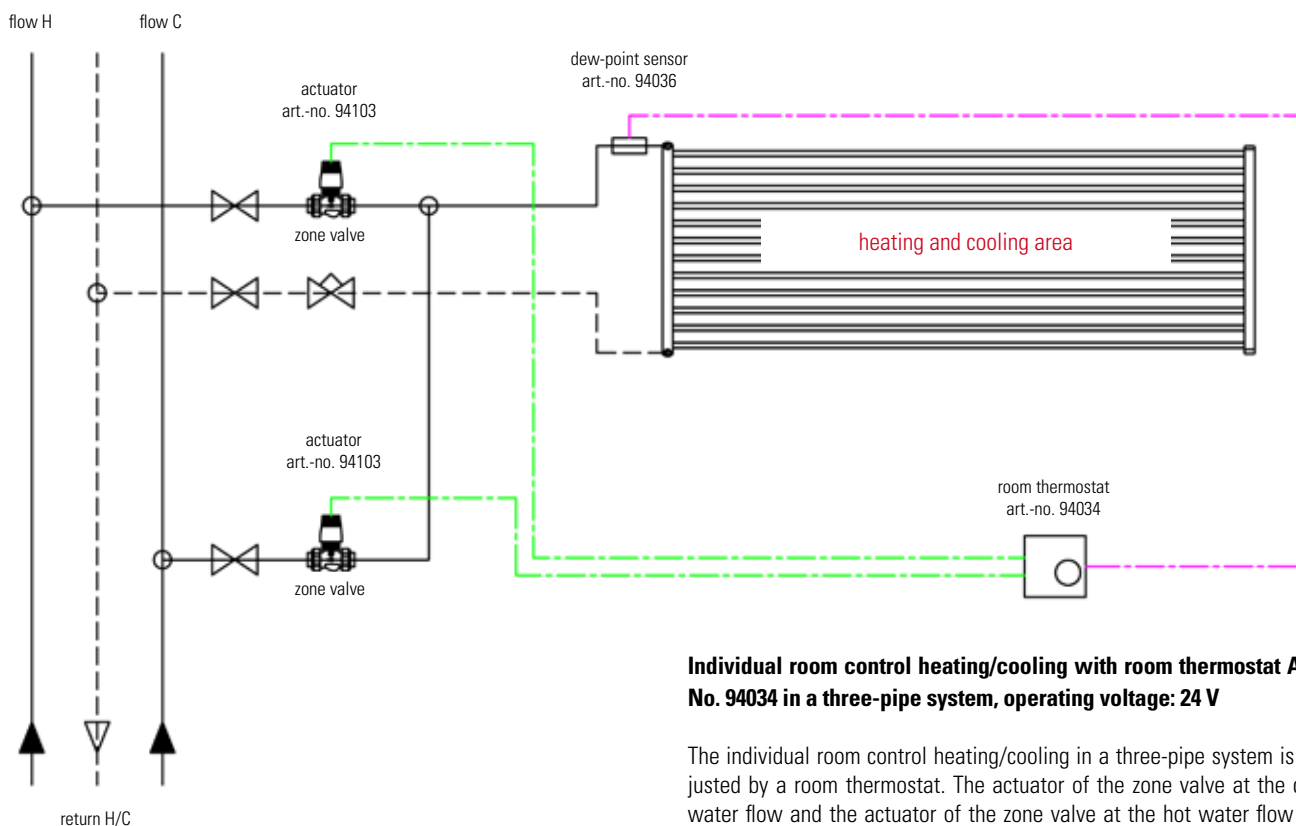 flow H
flow C
dew-point sensor
art.-no. 94036
actuator
art.-no. 94103
zone valve
heating and cooling area
actuator
art.-no. 94103
room thermostat
art.-no. 94034
zone valve
Individual room control heating/cooling with room thermostat
No. 94034 in a three-pipe system, operating voltage: 24 V
The individual room control heating/cooling in a three-pipe system is
justed by a room thermostat. The actuator of the zone valve at the
water flow and the actuator of the zone valve at the hot water flow
return H/C